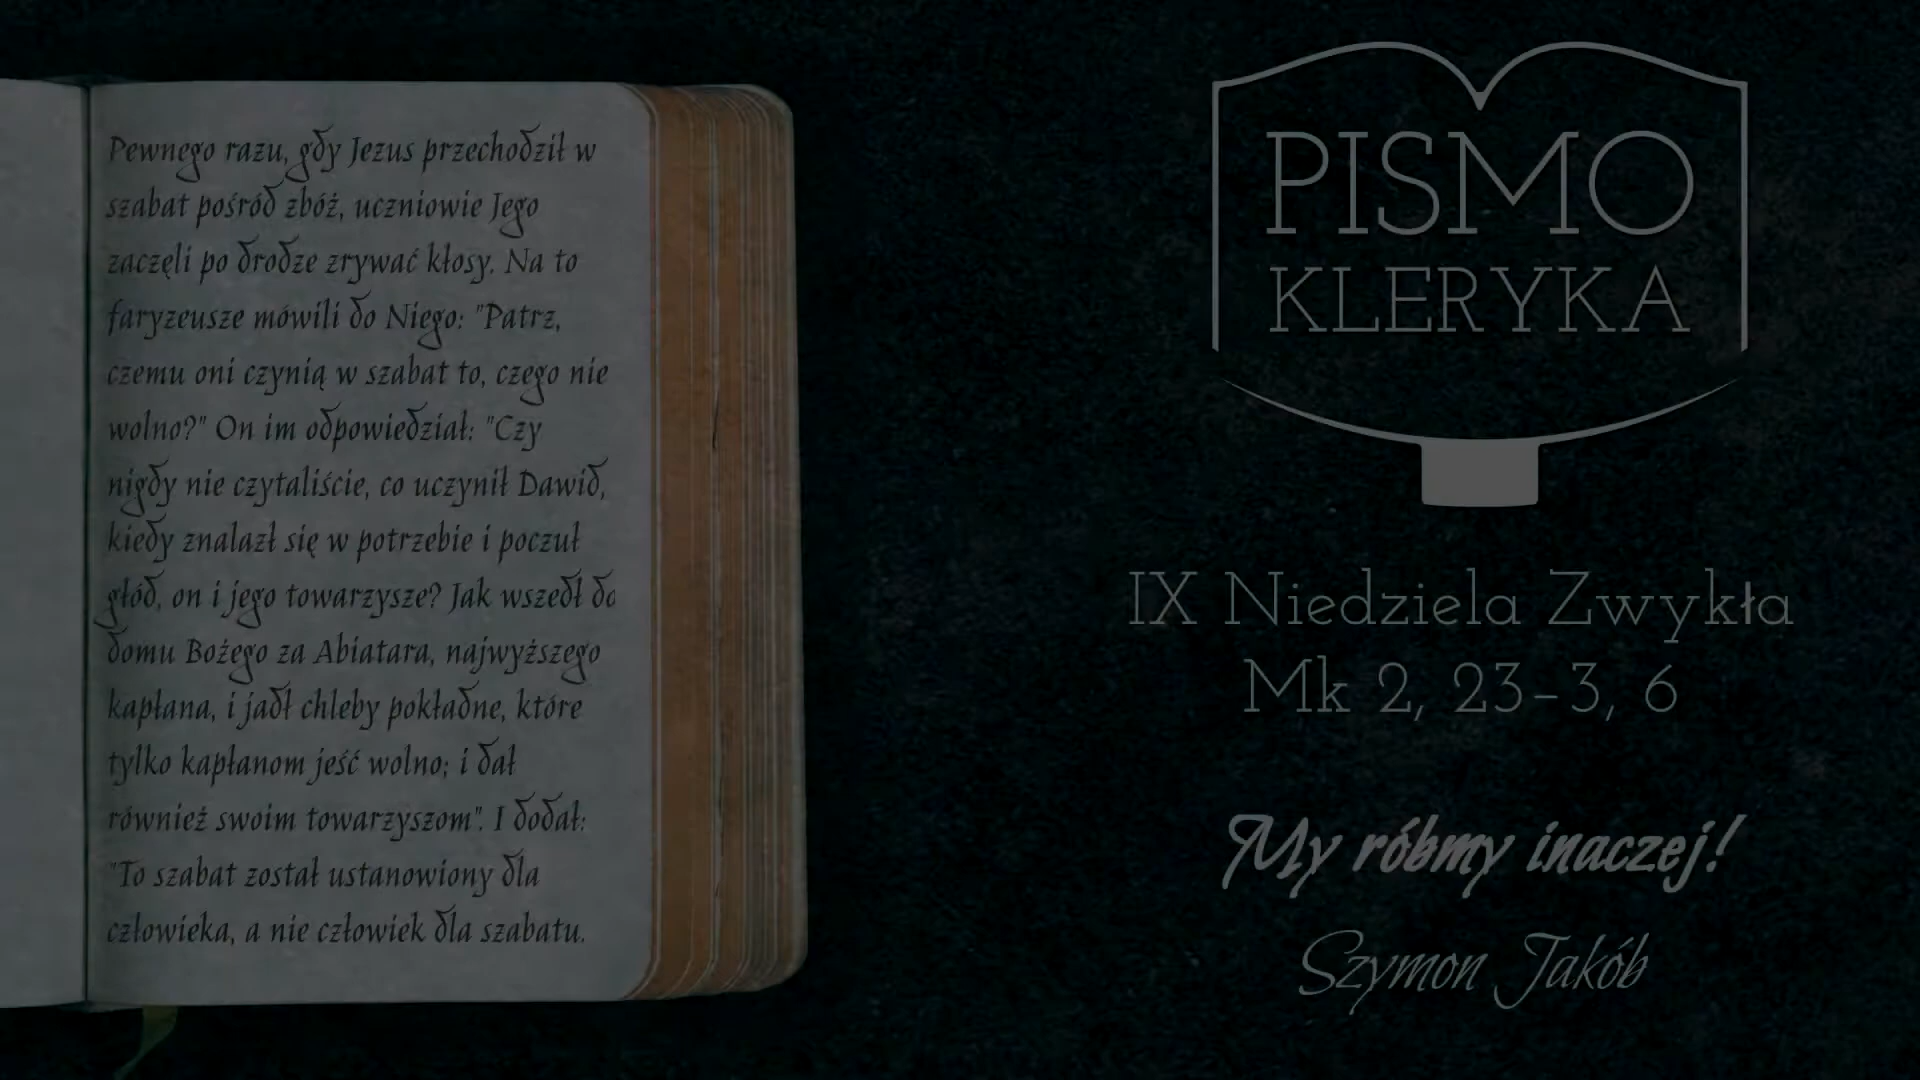 Pewnego razu, gdy Jezus przechodził w
szabat pośród zbóż, uczniowie Jego
zaczęli po drodze zrywać kłosy. Na to
faryzeusze mówili do Niego: "Patrz,
czemu oni czynią w szabat to, czego nie
wolno?" On im odpowiedział: "Czy
nigdy nie czytaliście, co uczynił Dawid,
kiedy znalazł się w potrzebie i poczuł
głód, on i jego towarzysze? Jak wszedł do
domu Bożego za Abiatara, najwyższego
kapłana, i jadł chleby pokładne, które
tylko kapłanom jeść wolno; i dał
również swoim towarzyszom". I dodał:
"To szabat został ustanowiony dla
człowieka, a nie człowiek dla szabatu.
PISMO
KLERYKA
IX Niedziela Zwykła
Mk 2, 23-3, 6
My róbmy inaczej!
Szymon Jakób